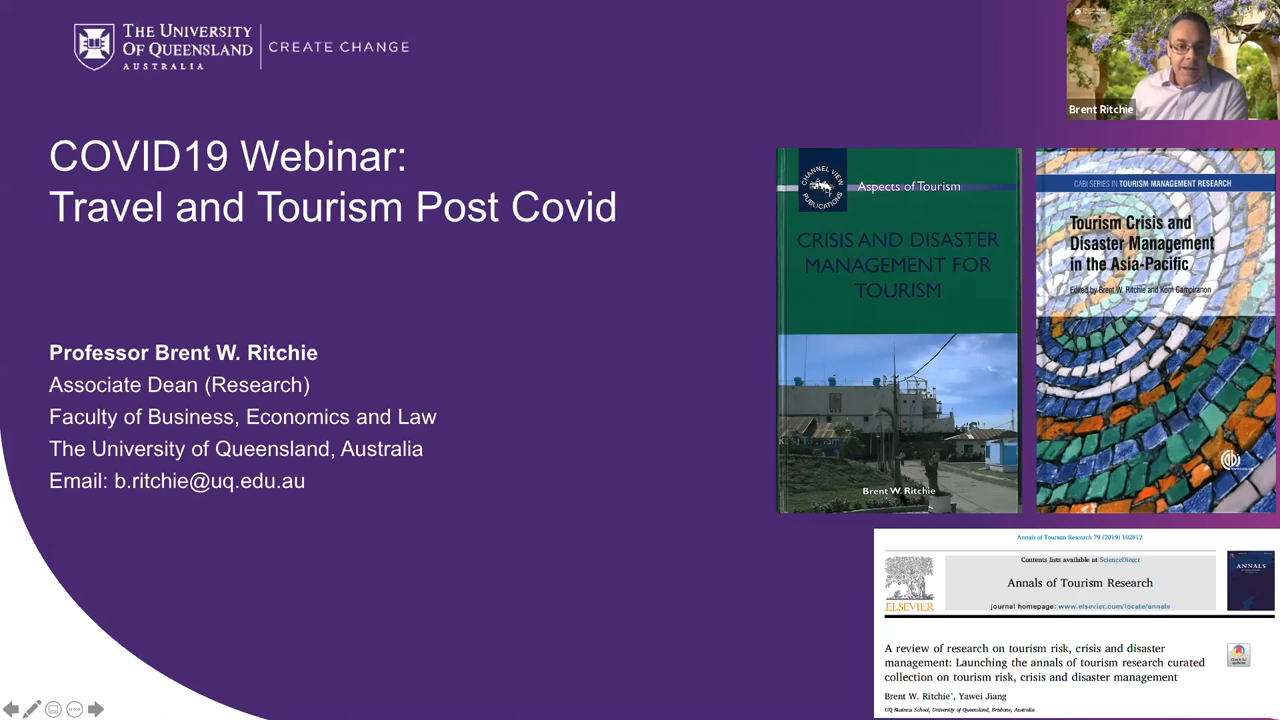 THE UNIVERSITY
OF QUEENSLAND
AUSTRALIA
CREATE CHANGE
Brent Ritchie
COVID19 Webinar:
Travel and Tourism Post Covid
Professor Brent W. Ritchie
Associate Dean (Research)
Faculty of Business, Economics and Law
The University of Queensland, Australia
Email: b.ritchie@uq.edu.au
CHANNEL VIEW
PUBLICATIONS
Aspects of Tourism
CRISIS AND DISASTER
MANAGEMENT FOR
TOURISM
Brent W. Ritchie
CABI SERIES IN TOURISM MANAGEMENT RESEARCH
Tourism Crisis and
Disaster Management
in the Asia-Pacific
Edited by Brent W. Ritchie and Kom Campiranon
Annals of Tourism Research 79 (2019) 102812
Contents lists available at ScienceDirect
Annals of Tourism Research
journal homepage: www.elsevier.com/locate/annals
ELSEVIER
ANNALS
A review of research on tourism risk, crisis and disaster
management: Launching the annals of tourism research curated
collection on tourism risk, crisis and disaster management
Check for
updates
Brent W. Ritchie*, Yawei Jiang
UQ Business School, University of Queensland, Brisbane, Australia